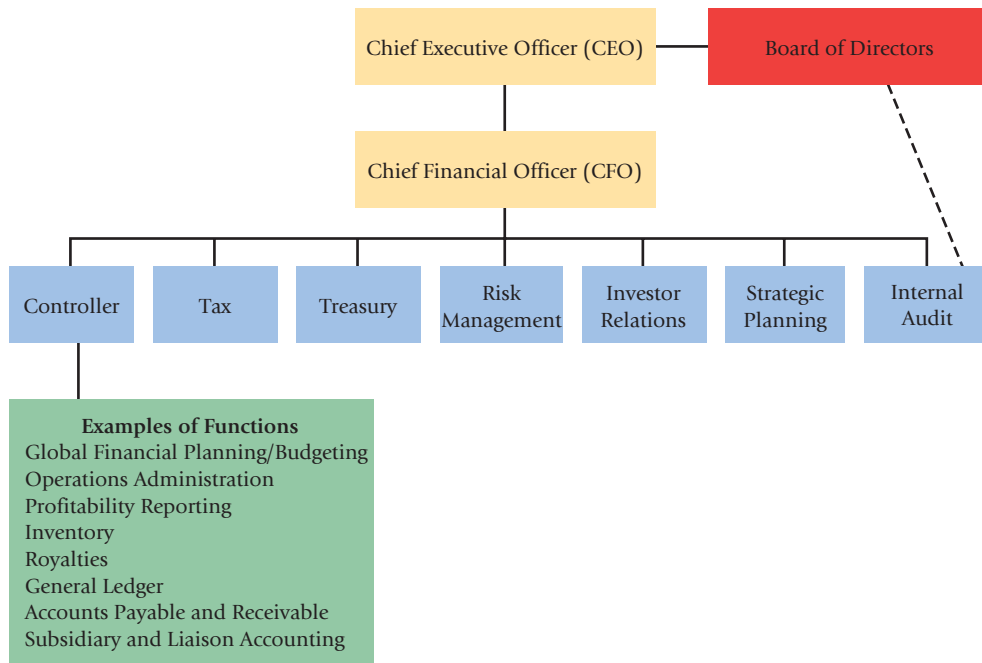 Chief Executive Officer (CEO)
Board of Directors
Chief Financial Officer (CFO)
Controller
Tax
Treasury
Risk
Management
Investor
Relations
Strategic
Planning
Internal
Audit
Examples of Functions
Global Financial Planning/Budgeting
Operations Administration
Profitability Reporting
Inventory
Royalties
General Ledger
Accounts Payable and Receivable
Subsidiary and Liaison Accounting